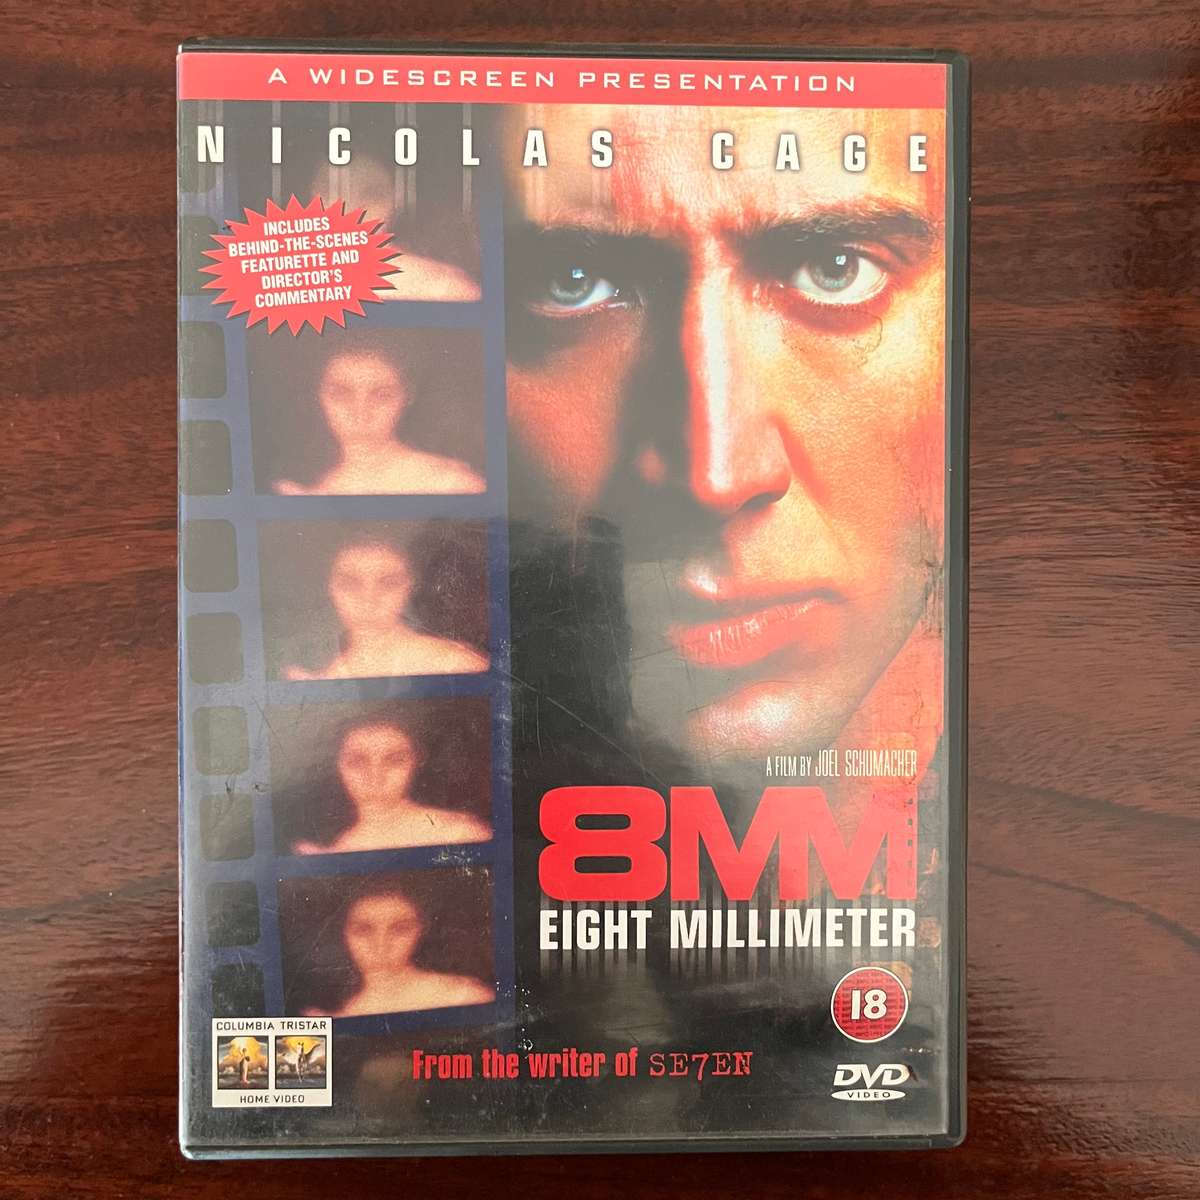 A WIDESCREEN PRESENTATION
NICOLAS CAGE
INCLUDES
BEHIND-THE-SCENES
FEATURETTE AND
DIRECTOR'S
COMMENTARY
A FILM BY JOEL SCHUMACHER
8MM
EIGHT MILLIMETER
18
COLUMBIA TRISTAR
HOME VIDEO
From the writer of SE7EN
DVD
VIDEO